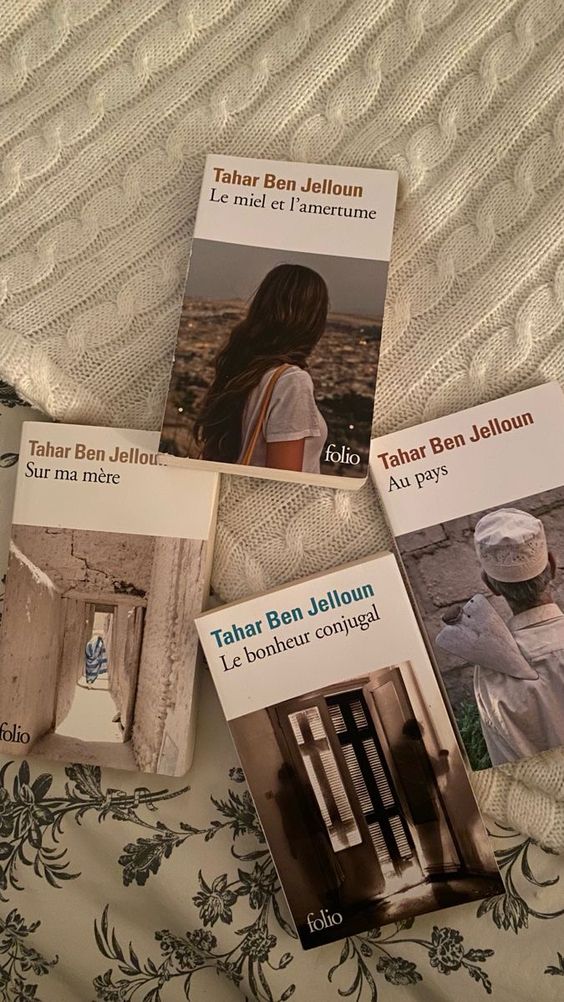 Tahar Ben Jelloun
Le miel et l'amertume
folio
Tahar Ben Jelloun
Sur ma mère
folio
Tahar Ben Jelloun
Au pays
Tahar Ben Jelloun
Le bonheur conjugal
folio